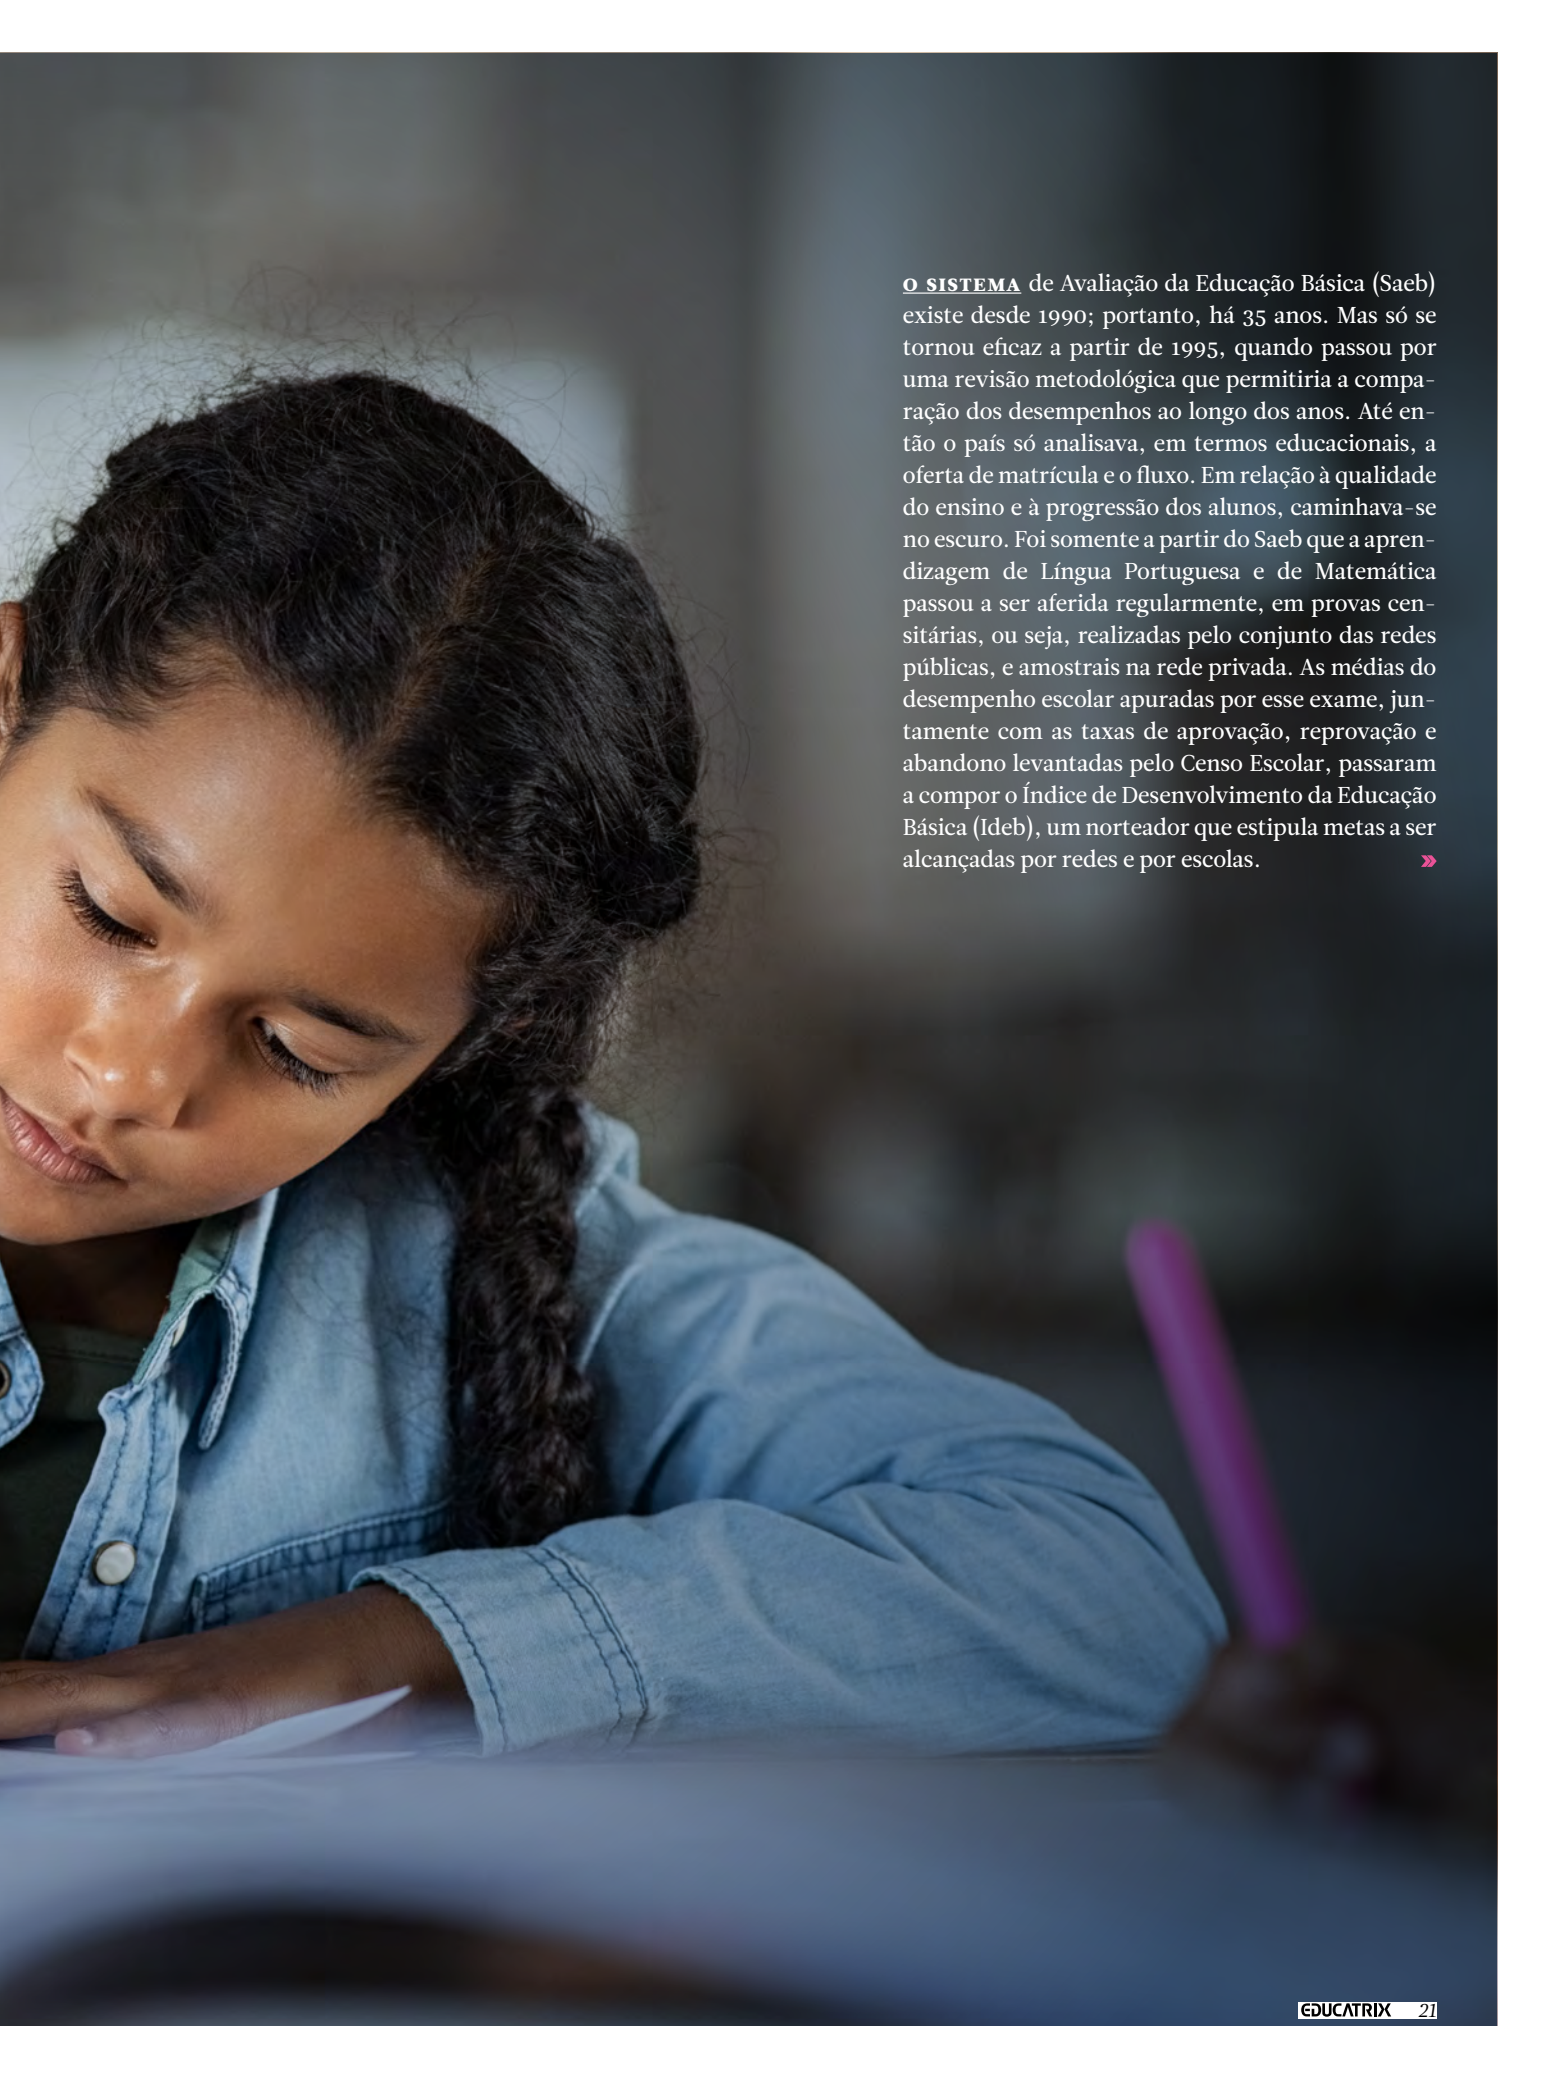 O SISTEMA de Avaliação da Educação Básica (Saeb)
existe desde 1990; portanto, há 35 anos. Mas só se
tornou eficaz a partir de 1995, quando passou por
uma revisão metodológica que permitiria a compa-
ração dos desempenhos ao longo dos anos. Até en-
tão o país só analisava, em termos educacionais, a
oferta de matrícula e o fluxo. Em relação à qualidade
do ensino e à progressão dos alunos, caminhava-se
no escuro. Foi somente a partir do Saeb que a apren-
dizagem de Língua Portuguesa e de Matemática
passou a ser aferida regularmente, em provas cen-
sitárias, ou seja, realizadas pelo conjunto das redes
públicas, e amostrais na rede privada. As médias do
desempenho escolar apuradas por esse exame, jun-
tamente com as taxas de aprovação, reprovação e
abandono levantadas pelo Censo Escolar, passaram
a compor o Índice de Desenvolvimento da Educação
Básica (Ideb), um norteador que estipula metas a ser
alcançadas por redes e por escolas. »
EDUCATRIX 21